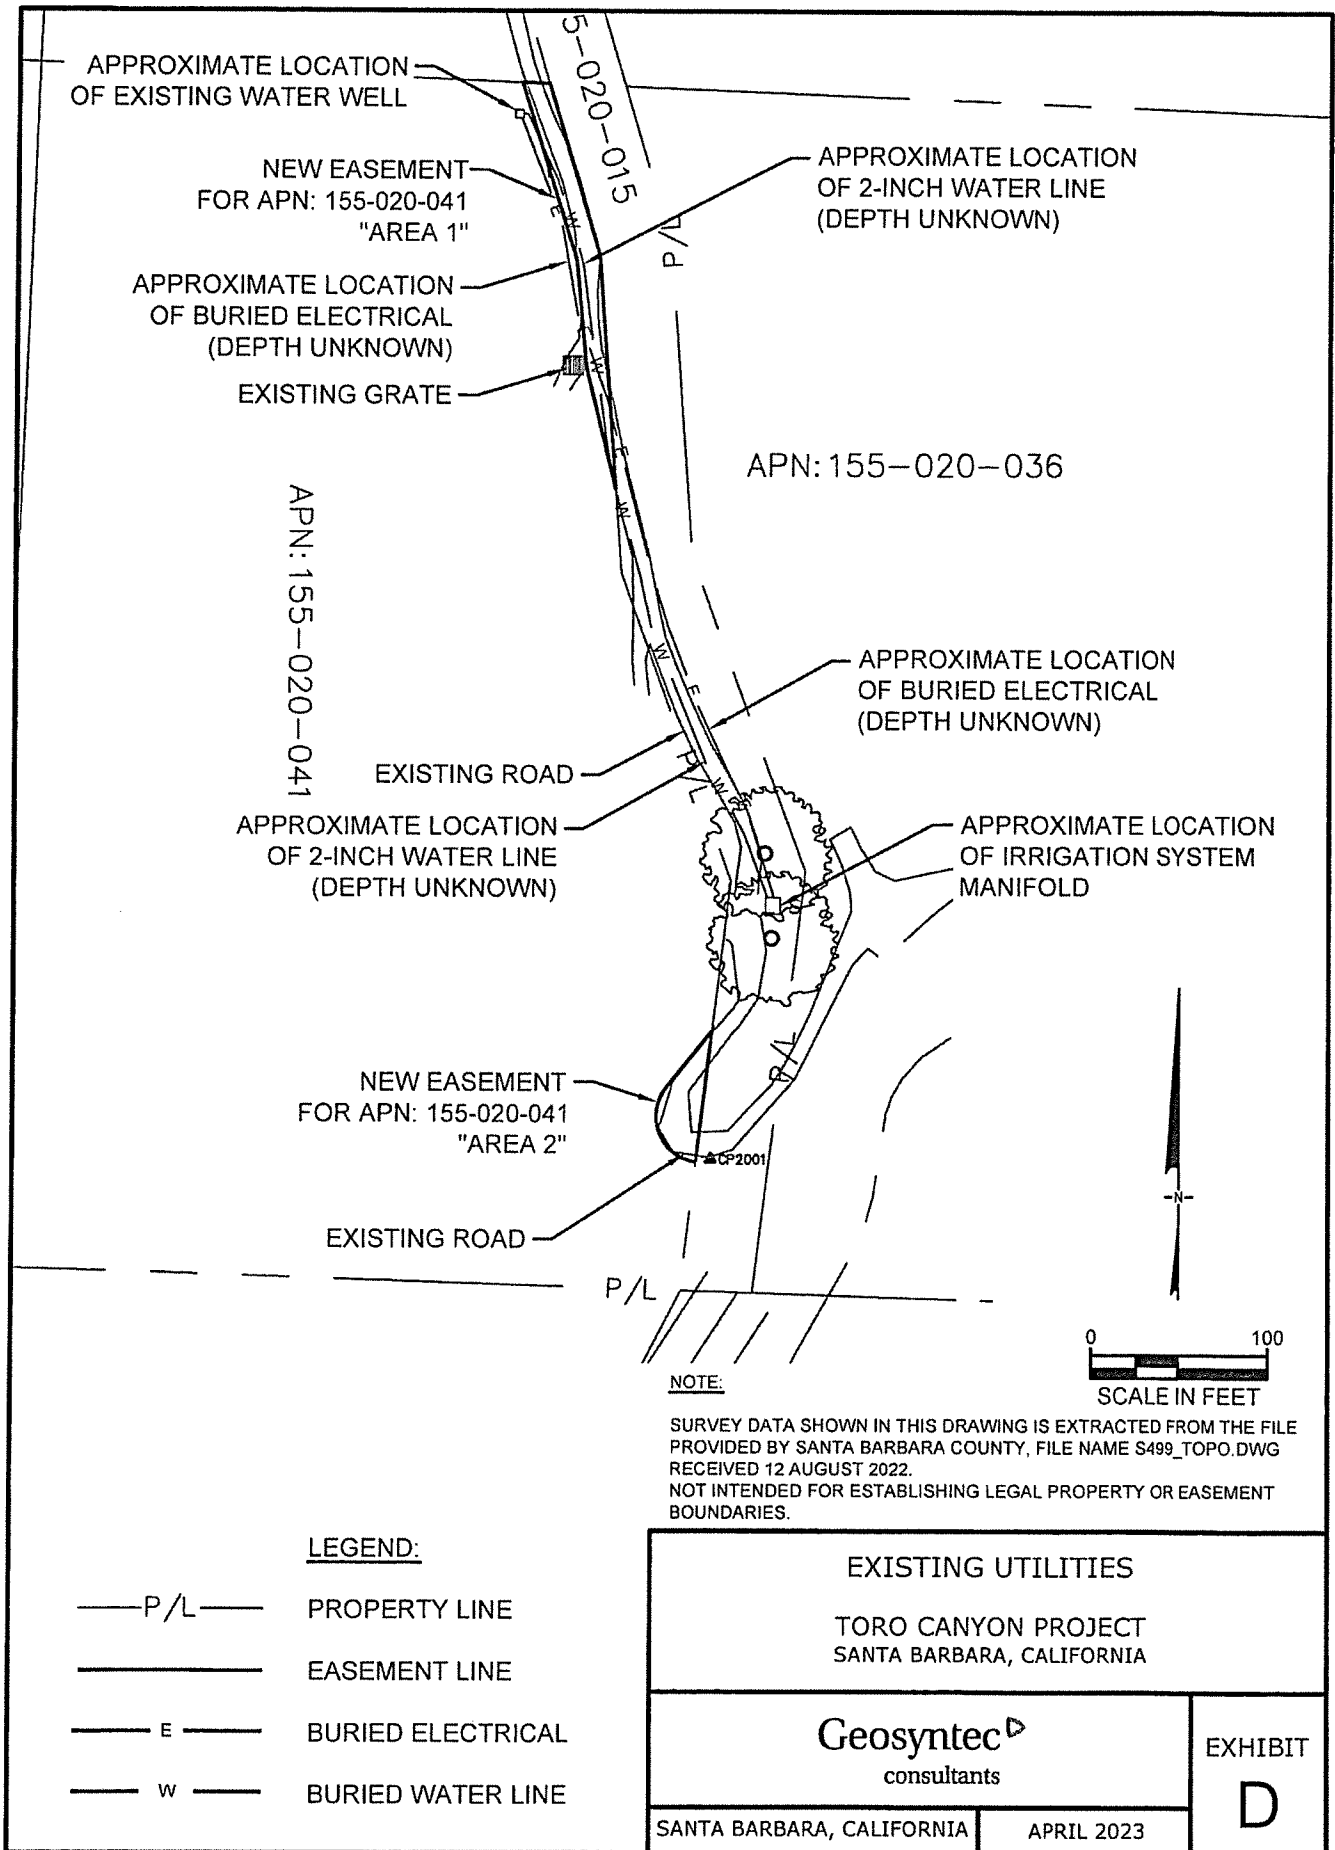 APPROXIMATE LOCATION
OF EXISTING WATER WELL
5-020-015
NEW EASEMENT
FOR APN: 155-020-041
"AREA 1"
APPROXIMATE LOCATION
OF 2-INCH WATER LINE
(DEPTH UNKNOWN)
E
W
P/L
APPROXIMATE LOCATION
OF BURIED ELECTRICAL
(DEPTH UNKNOWN)
W
EXISTING GRATE
E
APN: 155-020-036
APN: 155-020-041
W
W
E
APPROXIMATE LOCATION
OF BURIED ELECTRICAL
(DEPTH UNKNOWN)
EXISTING ROAD
P/L
W
APPROXIMATE LOCATION
OF 2-INCH WATER LINE
(DEPTH UNKNOWN)
APPROXIMATE LOCATION
OF IRRIGATION SYSTEM
MANIFOLD
P/L
NEW EASEMENT
FOR APN: 155-020-041
"AREA 2"
CP2001
EXISTING ROAD
-N-
P/L
0 100
SCALE IN FEET
NOTE:
SURVEY DATA SHOWN IN THIS DRAWING IS EXTRACTED FROM THE FILE
PROVIDED BY SANTA BARBARA COUNTY, FILE NAME S499_TOPO.DWG
RECEIVED 12 AUGUST 2022.
NOT INTENDED FOR ESTABLISHING LEGAL PROPERTY OR EASEMENT
BOUNDARIES.
LEGEND:
P/L PROPERTY LINE
EASEMENT LINE
E BURIED ELECTRICAL
W BURIED WATER LINE
EXISTING UTILITIES
TORO CANYON PROJECT
SANTA BARBARA, CALIFORNIA
Geosyntec
consultants
EXHIBIT
D
SANTA BARBARA, CALIFORNIA
APRIL 2023